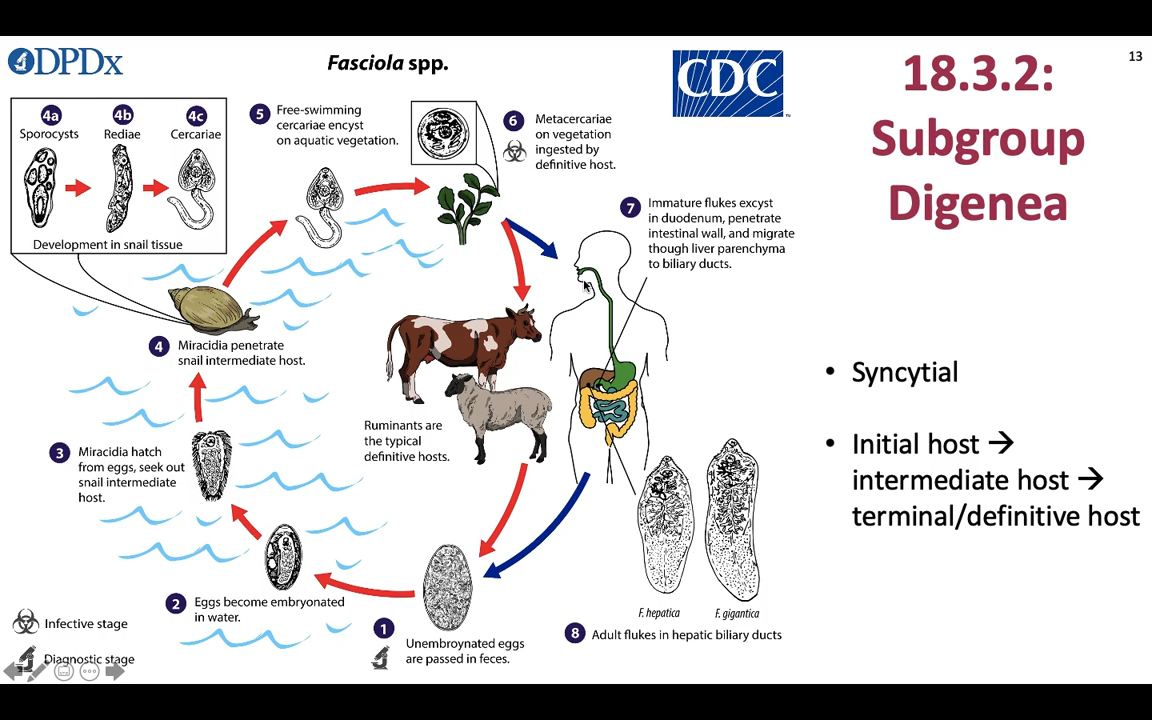 DPDx
Fasciola spp.
CDC
TM
4a
Sporocysts
4b
Rediae
4c
Cercariae
Development in snail tissue
5
Free-swimming
cercariae encyst
on aquatic vegetation.
6
Metacercariae
on vegetation
ingested by
definitive host.
7
Immature flukes excyst
in duodenum, penetrate
intestinal wall, and migrate
though liver parenchyma
to biliary ducts.
4
Miracidia penetrate
snail intermediate host.
Ruminants are
the typical
definitive hosts.
3
Miracidia hatch
from eggs, seek out
snail intermediate
host.
2
Eggs become embryonated
in water.
1
Unembroynated eggs
are passed in feces.
F. hepatica
F. gigantica
8
Adult flukes in hepatic biliary ducts
Infective stage
Diagnostic stage
13
18.3.2:
Subgroup
Digenea
• Syncytial
• Initial host →
intermediate host →
terminal/definitive host